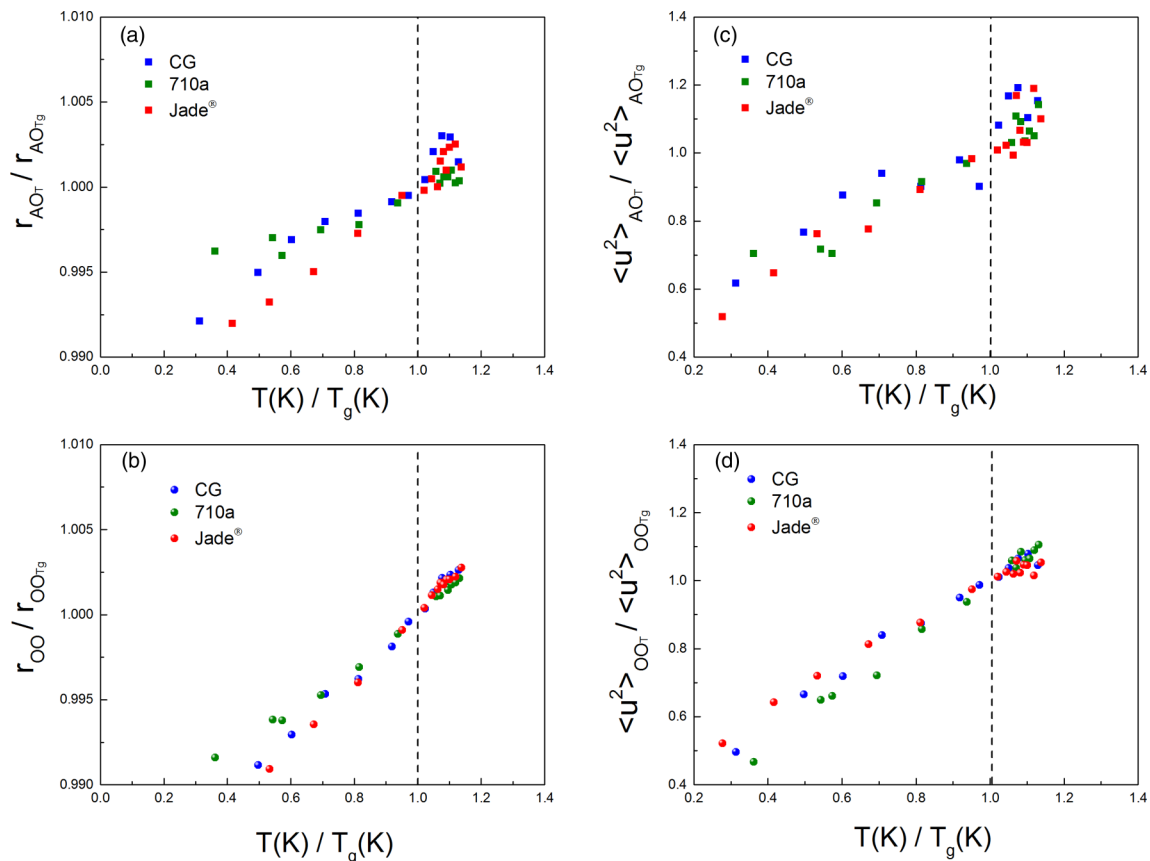 (a)
CG
710a
Jade®
1.010
1.005
1.000
0.995
0.990
r_AO_T / r_AO_Tg
0.0 0.2 0.4 0.6 0.8 1.0 1.2 1.4
T(K) / T_g(K)
(c)
CG
710a
Jade®
1.4
1.2
1.0
0.8
0.6
0.4
<u²>_AO_T / <u²>_AO_Tg
0.2 0.4 0.6 0.8 1.0 1.2 1.4
T(K) / T_g(K)
(b)
CG
710a
Jade®
1.010
1.005
1.000
0.995
0.990
r_OO / r_OO_Tg
0.0 0.2 0.4 0.6 0.8 1.0 1.2 1.4
T(K) / T_g(K)
(d)
CG
710a
Jade®
1.4
1.2
1.0
0.8
0.6
0.4
<u²>_OO_T / <u²>_OO_Tg
0.2 0.4 0.6 0.8 1.0 1.2 1.4
T(K) / T_g(K)